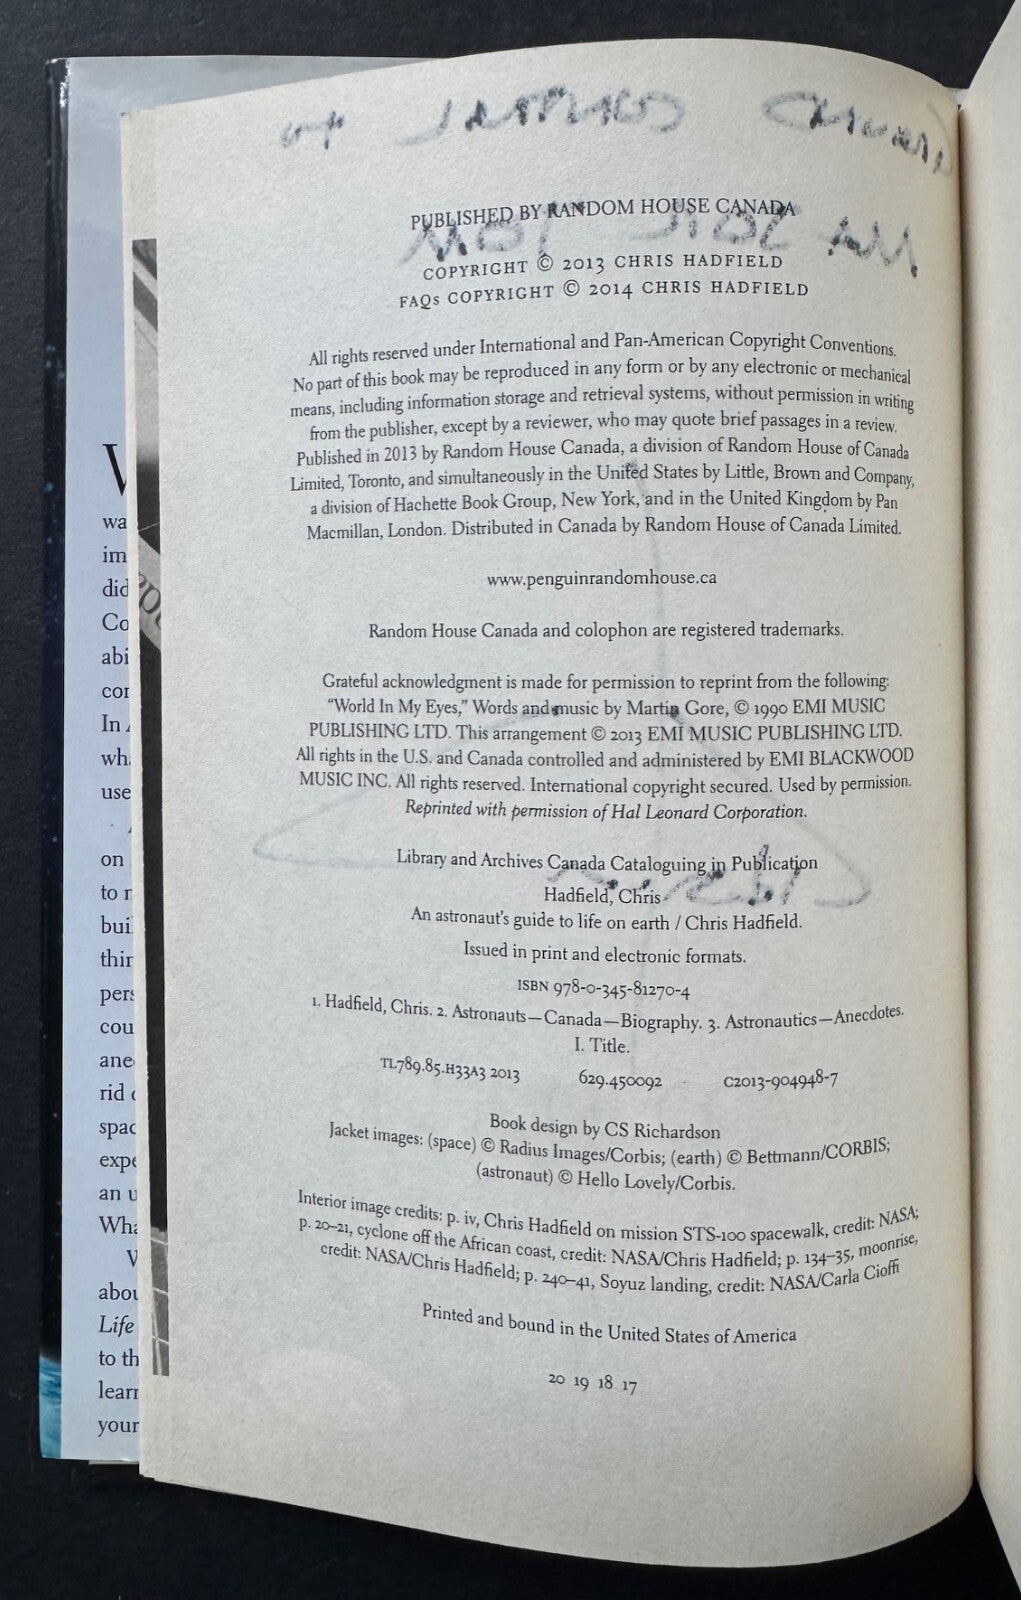 PUBLISHED BY RANDOM HOUSE CANADA
COPYRIGHT © 2013 CHRIS HADFIELD
FAQs COPYRIGHT © 2014 CHRIS HADFIELD
All rights reserved under International and Pan-American Copyright Conventions.
No part of this book may be reproduced in any form or by any electronic or mechanical
means, including information storage and retrieval systems, without permission in writing
from the publisher, except by a reviewer, who may quote brief passages in a review.
Published in 2013 by Random House Canada, a division of Random House of Canada
Limited, Toronto, and simultaneously in the United States by Little, Brown and Company,
a division of Hachette Book Group, New York, and in the United Kingdom by Pan
Macmillan, London. Distributed in Canada by Random House of Canada Limited.
www.penguinrandomhouse.ca
Random House Canada and colophon are registered trademarks.
Grateful acknowledgment is made for permission to reprint from the following:
“World In My Eyes,” Words and music by Martin Gore, © 1990 EMI MUSIC
PUBLISHING LTD. This arrangement © 2013 EMI MUSIC PUBLISHING LTD.
All rights in the U.S. and Canada controlled and administered by EMI BLACKWOOD
MUSIC INC. All rights reserved. International copyright secured. Used by permission.
Reprinted with permission of Hal Leonard Corporation.
Library and Archives Canada Cataloguing in Publication
Hadfield, Chris
An astronaut's guide to life on earth / Chris Hadfield.
Issued in print and electronic formats.
ISBN 978-0-345-81270-4
1. Hadfield, Chris. 2. Astronauts—Canada—Biography. 3. Astronautics—Anecdotes.
I. Title.
TL789.85.H33A3 2013 629.450092 C2013-904948-7
Book design by CS Richardson
Jacket images: (space) © Radius Images/Corbis; (earth) © Bettmann/CORBIS;
(astronaut) © Hello Lovely/Corbis.
Interior image credits: p. iv, Chris Hadfield on mission STS-100 spacewalk, credit: NASA;
p. 20–21, cyclone off the African coast, credit: NASA/Chris Hadfield; p. 134–35, moonrise,
credit: NASA/Chris Hadfield; p. 240–41, Soyuz landing, credit: NASA/Carla Cioffi
Printed and bound in the United States of America
20 19 18 17